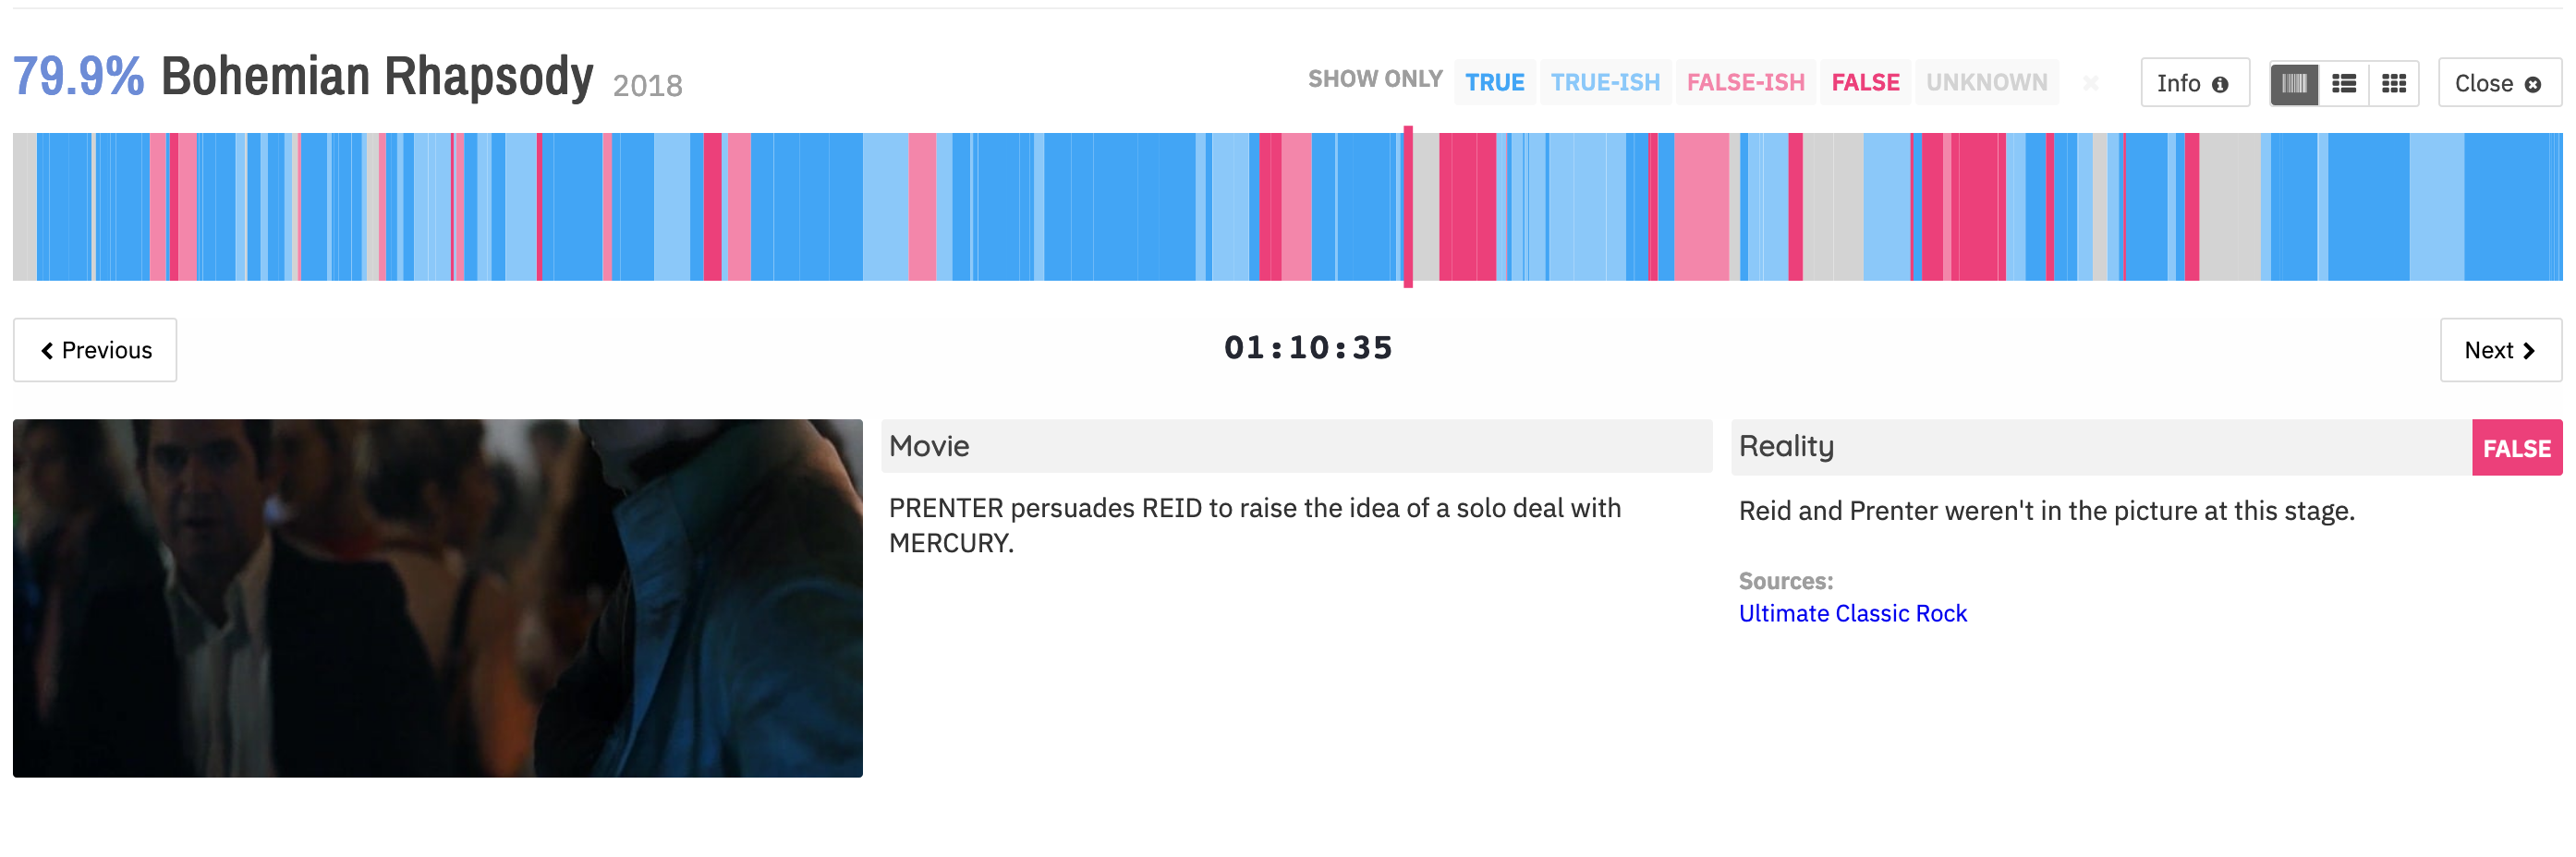 79.9% Bohemian Rhapsody 2018
SHOW ONLY TRUE TRUE-ISH FALSE-ISH FALSE UNKNOWN × Info Close
Previous
01:10:35
Next
Movie
PRENTER persuades REID to raise the idea of a solo deal with
MERCURY.
Reality
FALSE
Reid and Prenter weren't in the picture at this stage.
Sources:
Ultimate Classic Rock